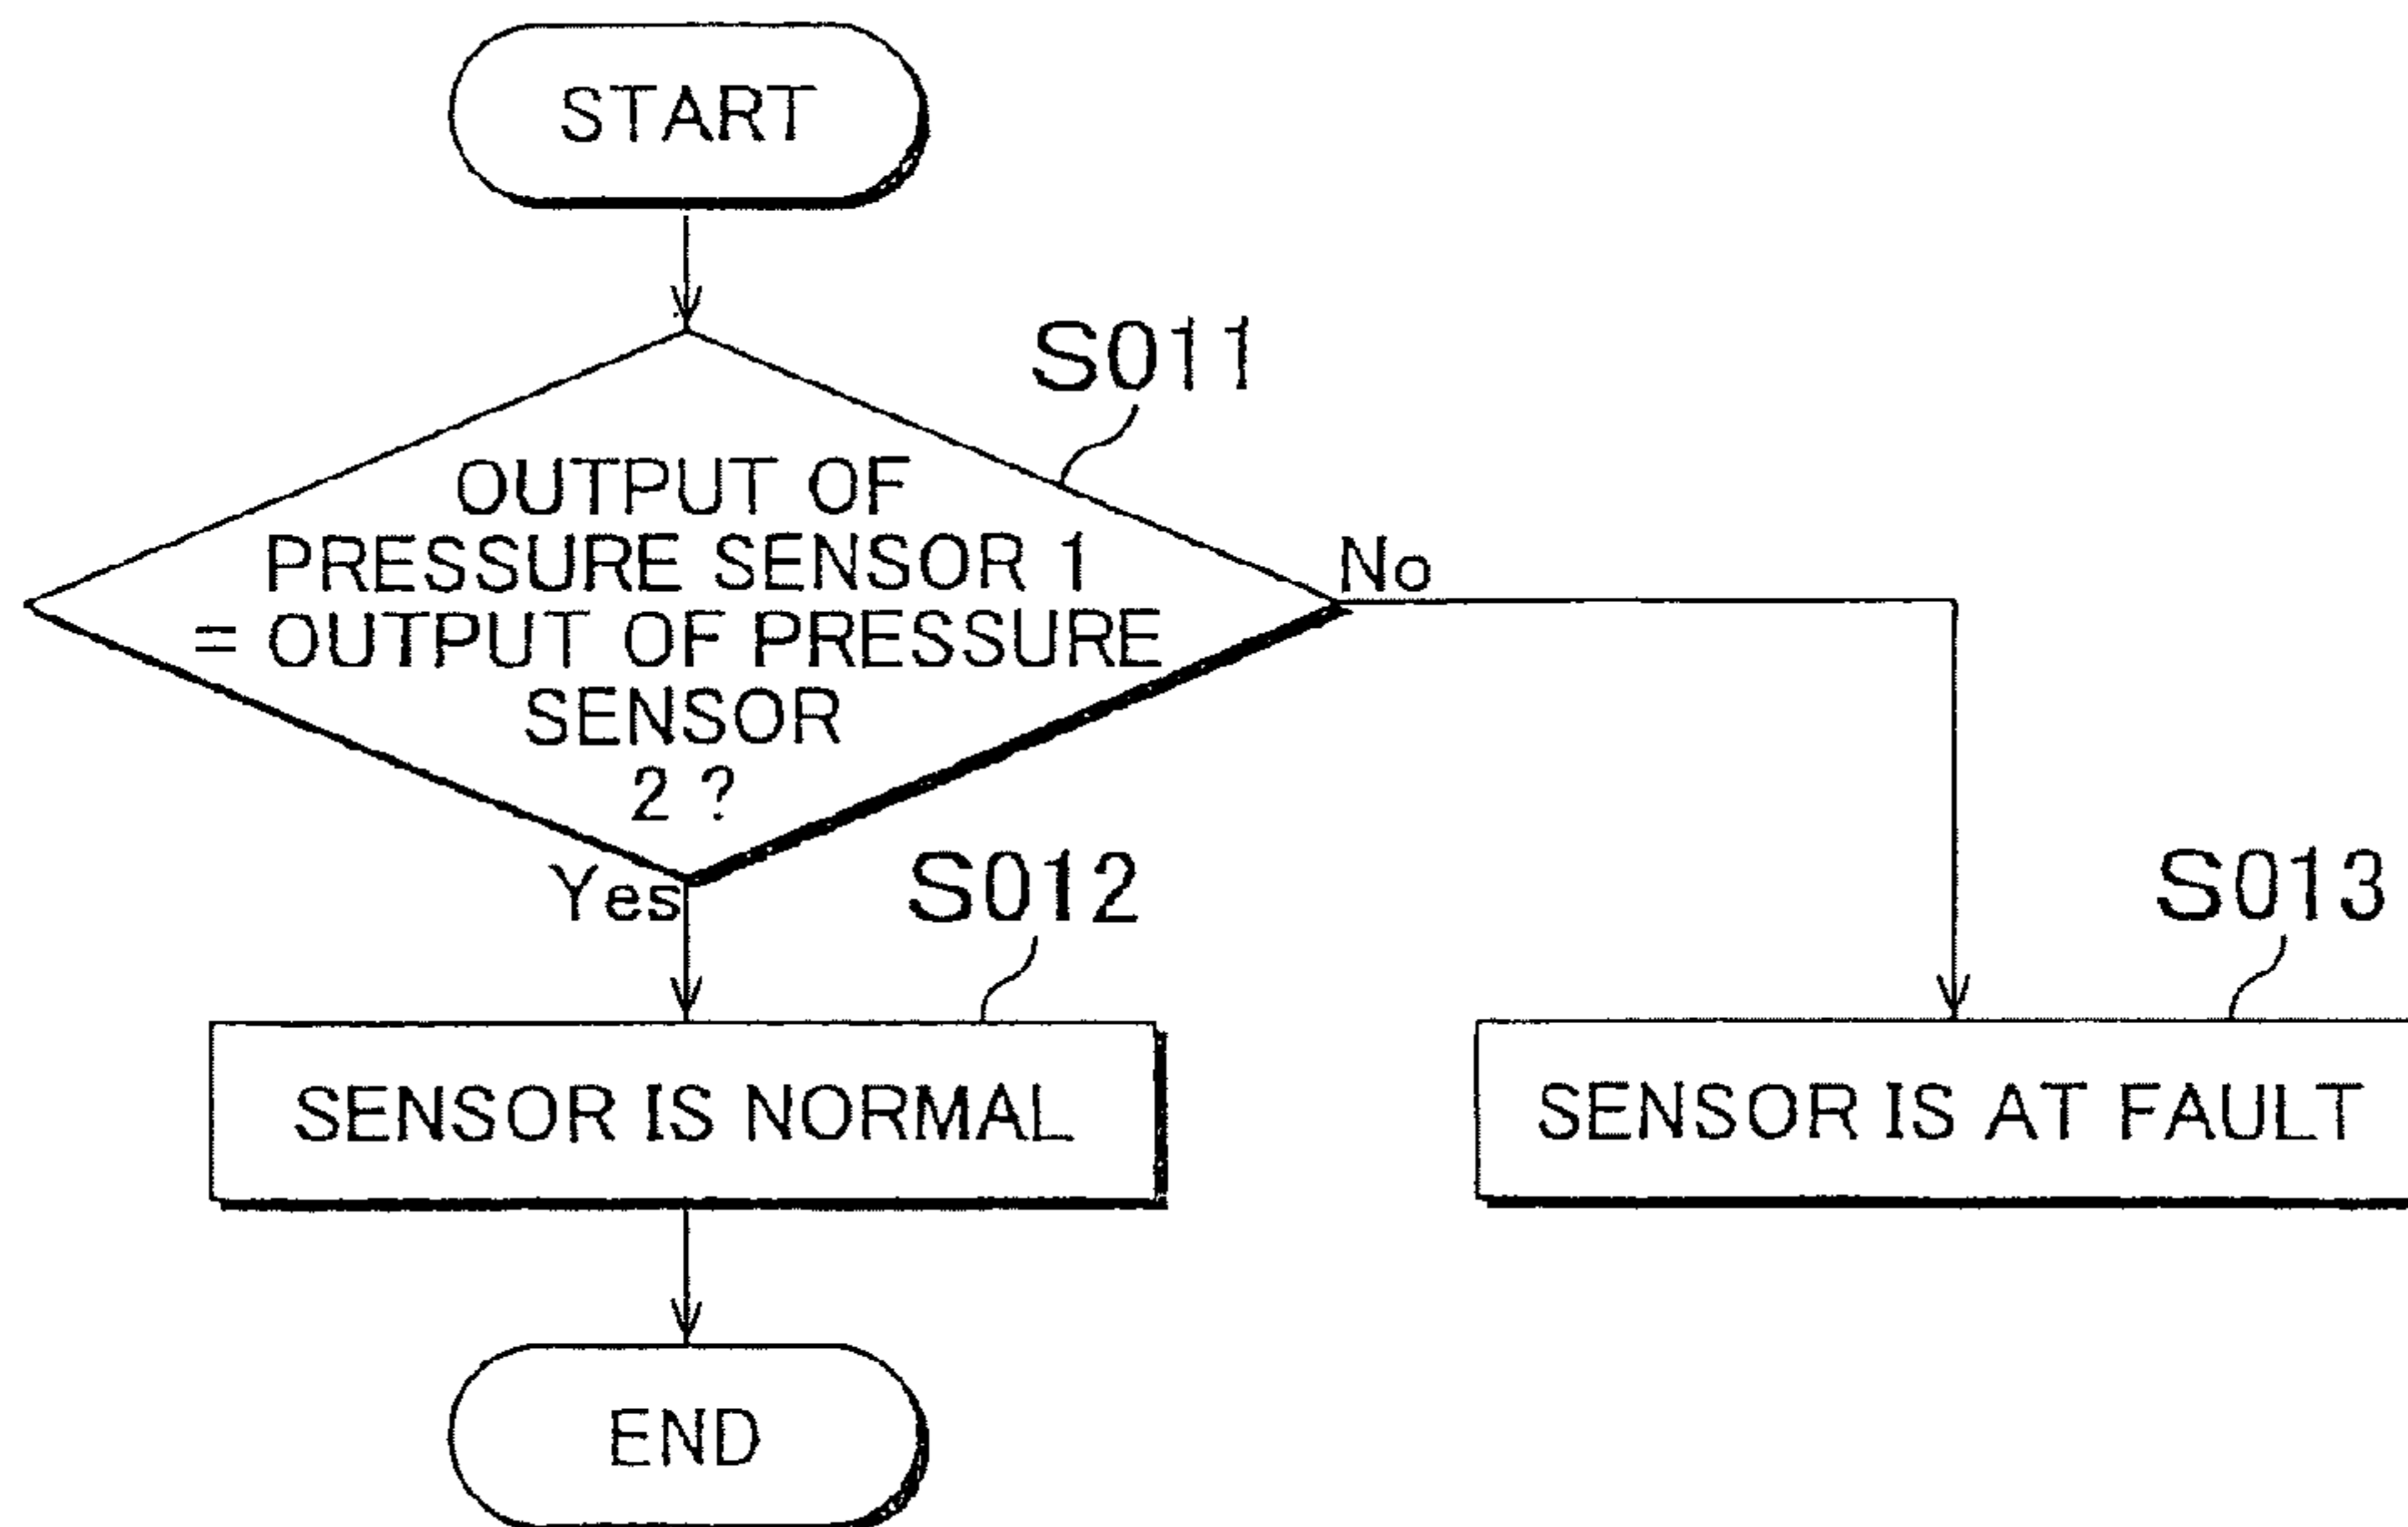 START
S011
OUTPUT OF
PRESSURE SENSOR 1
= OUTPUT OF PRESSURE
SENSOR
2 ?
No
Yes
S012
S013
SENSOR IS NORMAL
SENSOR IS AT FAULT
END